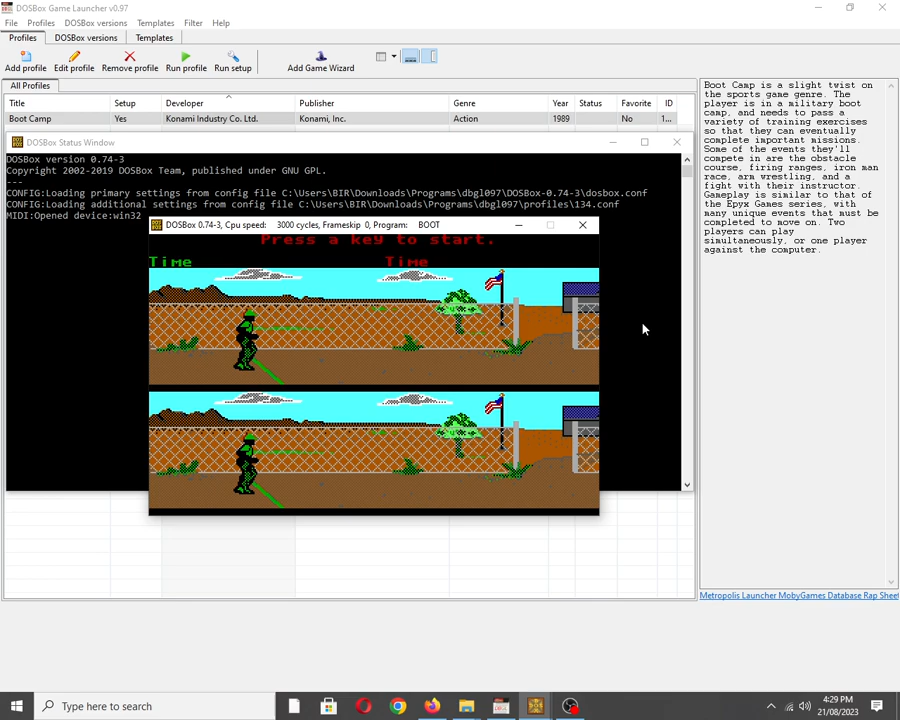 DOSBox Game Launcher v0.97
File Profiles DOSBox versions Templates Filter Help
Profiles DOSBox versions Templates
Add profile Edit profile Remove profile Run profile Run setup Add Game Wizard
All Profiles
Title Setup Developer Publisher Genre Year Status Favorite ID
Boot Camp Yes Konami Industry Co. Ltd. Konami, Inc. Action 1989 No 1...
DOSBox Status Window
DOSBox version 0.74-3
Copyright 2002-2019 DOSBox Team, published under GNU GPL.
---
CONFIG:Loading primary settings from config file C:\Users\BIR\Downloads\Programs\dbgl097\DOSBox-0.74-3\dosbox.conf
CONFIG:Loading additional settings from config file C:\Users\BIR\Downloads\Programs\dbgl097\profiles\134.conf
MIDI:Opened device:win32
DOSBox 0.74-3, Cpu speed: 3000 cycles, Frameskip 0, Program: BOOT
Press a key to start.
Time Time
Boot Camp is a slight twist on
the sports game genre. The
player is in a military boot
camp, and needs to pass a
variety of training exercises
so that they can eventually
complete important missions.
Some of the events they'll
compete in are the obstacle
course, firing ranges, iron man
race, arm wrestling, and a
fight with their instructor.
Gameplay is similar to that of
the Epyx Games series, with
many unique events that must be
completed to move on. Two
players can play
simultaneously, or one player
against the computer.
Metropolis Launcher MobyGames Database Rap Shee
Type here to search
4:29 PM
21/08/2023